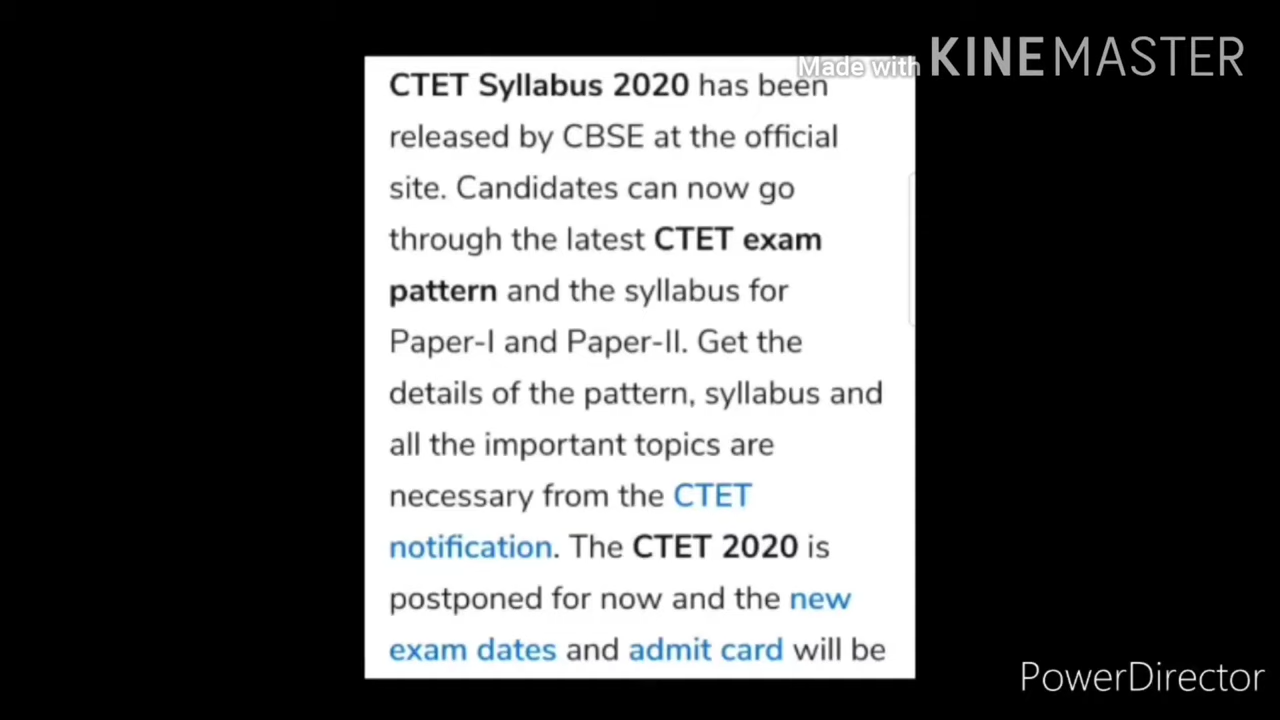 Made with KINEMASTER
CTET Syllabus 2020 has been
released by CBSE at the official
site. Candidates can now go
through the latest CTET exam
pattern and the syllabus for
Paper-I and Paper-II. Get the
details of the pattern, syllabus and
all the important topics are
necessary from the CTET
notification. The CTET 2020 is
postponed for now and the new
exam dates and admit card will be
PowerDirector